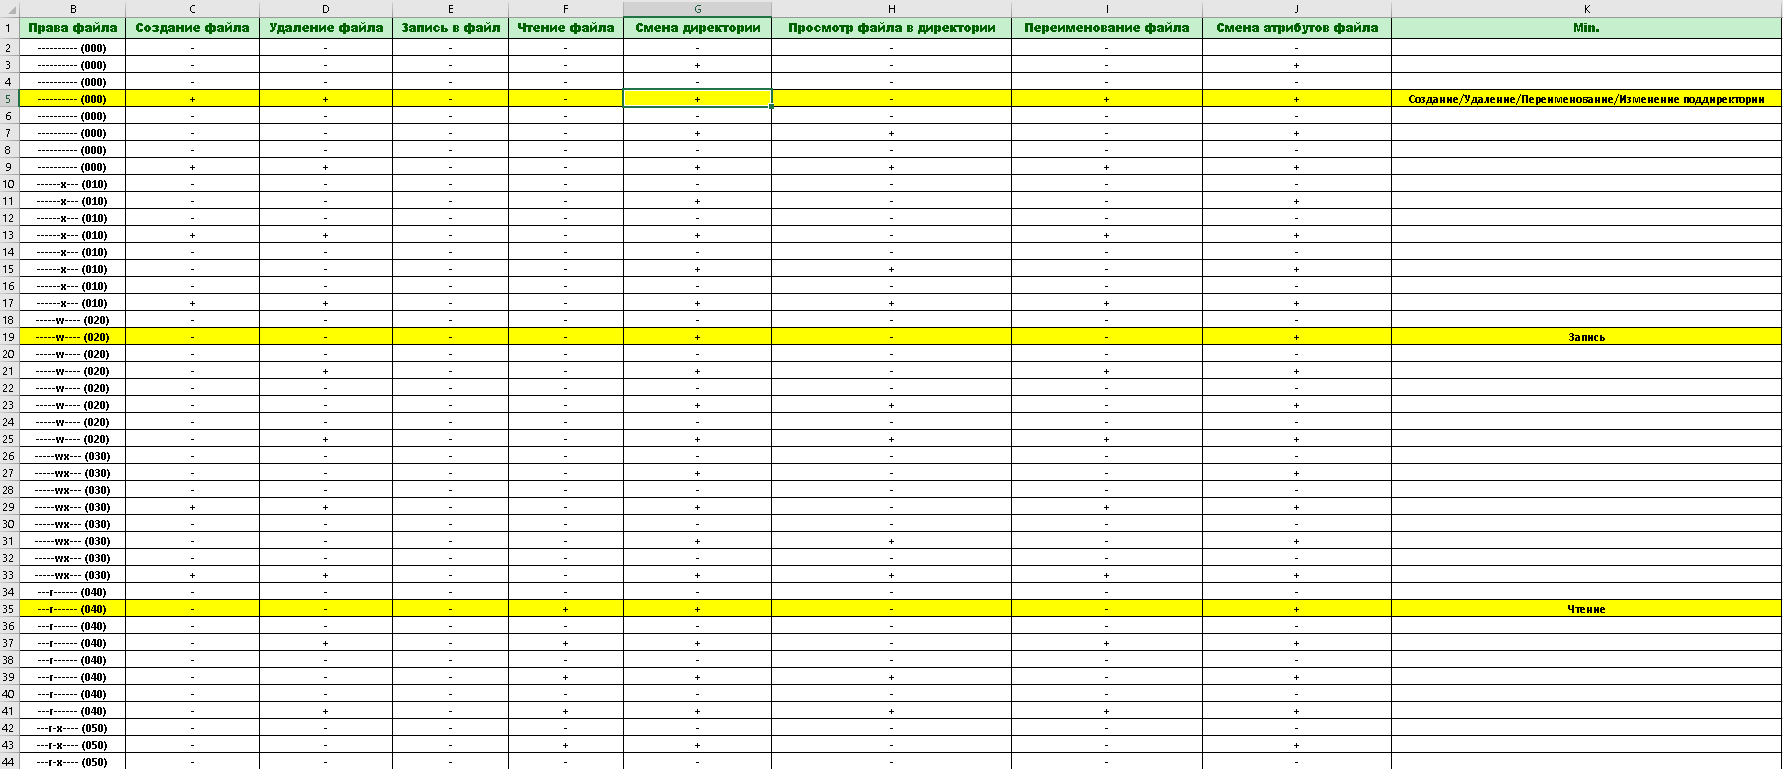 B C D E F G H I J K
1 Права файла Создание файла Удаление файла Запись в файл Чтение файла Смена директории Просмотр файла в директории Переименование файла Смена атрибутов файла Min.
2 ---------- (000) - - - - - - - -
3 ---------- (000) - - - - + - - +
4 ---------- (000) - - - - - - - -
5 ---------- (000) + + - - + - + + Создание/Удаление/Переименование/Изменение поддиректории
6 ---------- (000) - - - - - - - -
7 ---------- (000) - - - - + + - +
8 ---------- (000) - - - - - - - -
9 ---------- (000) + + - - + + + +
10 ------x--- (010) - - - - - - - -
11 ------x--- (010) - - - - + - - +
12 ------x--- (010) - - - - - - - -
13 ------x--- (010) + + - - + - + +
14 ------x--- (010) - - - - - - - -
15 ------x--- (010) - - - - + + - +
16 ------x--- (010) - - - - - - - -
17 ------x--- (010) + + - - + + + +
18 -----w---- (020) - - - - - - - -
19 -----w---- (020) - - - - + - - + Запись
20 -----w---- (020) - - - - - - - -
21 -----w---- (020) - + - - + - + +
22 -----w---- (020) - - - - - - - -
23 -----w---- (020) - - - - + + - +
24 -----w---- (020) - - - - - - - -
25 -----w---- (020) - + - - + + + +
26 -----wx--- (030) - - - - - - - -
27 -----wx--- (030) - - - - + - - +
28 -----wx--- (030) - - - - - - - -
29 -----wx--- (030) + + - - + - + +
30 -----wx--- (030) - - - - - - - -
31 -----wx--- (030) - - - - + + - +
32 -----wx--- (030) - - - - - - - -
33 -----wx--- (030) + + - - + + + +
34 ---r------ (040) - - - - - - - -
35 ---r------ (040) - - - + + - - + Чтение
36 ---r------ (040) - - - - - - - -
37 ---r------ (040) - + - + + - + +
38 ---r------ (040) - - - - - - - -
39 ---r------ (040) - - - + + + - +
40 ---r------ (040) - - - - - - - -
41 ---r------ (040) - + - + + + + +
42 ---r-x---- (050) - - - - - - - -
43 ---r-x---- (050) - - - + + - - +
44 ---r-x---- (050) - - - - - - - -